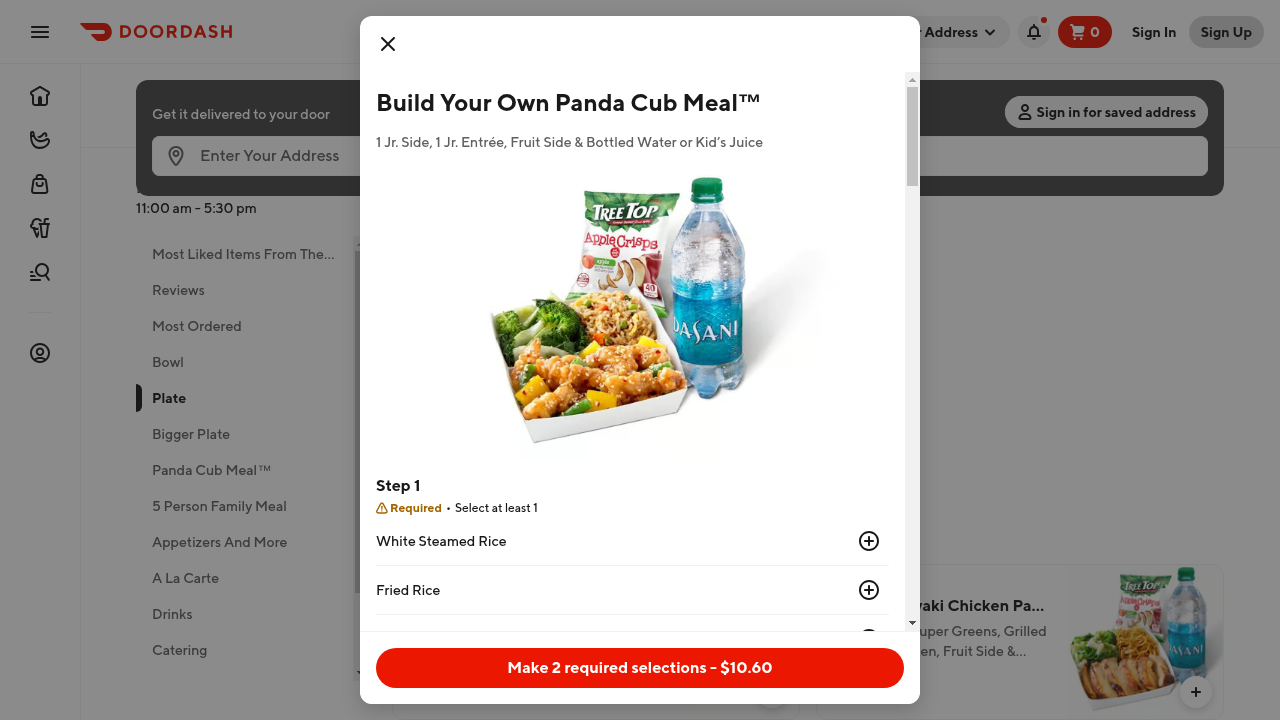 DOORDASH
Address
0
Sign In
Sign Up
Get it delivered to your door
Sign in for saved address
Enter Your Address
11:00 am - 5:30 pm
Most Liked Items From The...
Reviews
Most Ordered
Bowl
Plate
Bigger Plate
Panda Cub Meal™
5 Person Family Meal
Appetizers And More
A La Carte
Drinks
Catering
Build Your Own Panda Cub Meal™
1 Jr. Side, 1 Jr. Entrée, Fruit Side & Bottled Water or Kid's Juice
TREE TOP
Apple Crisps
DASANI
Step 1
Required • Select at least 1
White Steamed Rice
Fried Rice
Make 2 required selections - $10.60
Chicken Pa...
Greens, Grilled
Fruit Side &...
TREE TOP